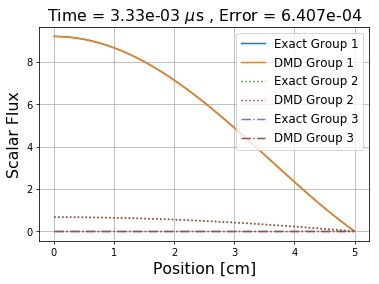 Time = 3.33e-03 μs , Error = 6.407e-04
Scalar Flux
8
6
4
2
0
Exact Group 1
DMD Group 1
Exact Group 2
DMD Group 2
Exact Group 3
DMD Group 3
0 1 2 3 4 5
Position [cm]